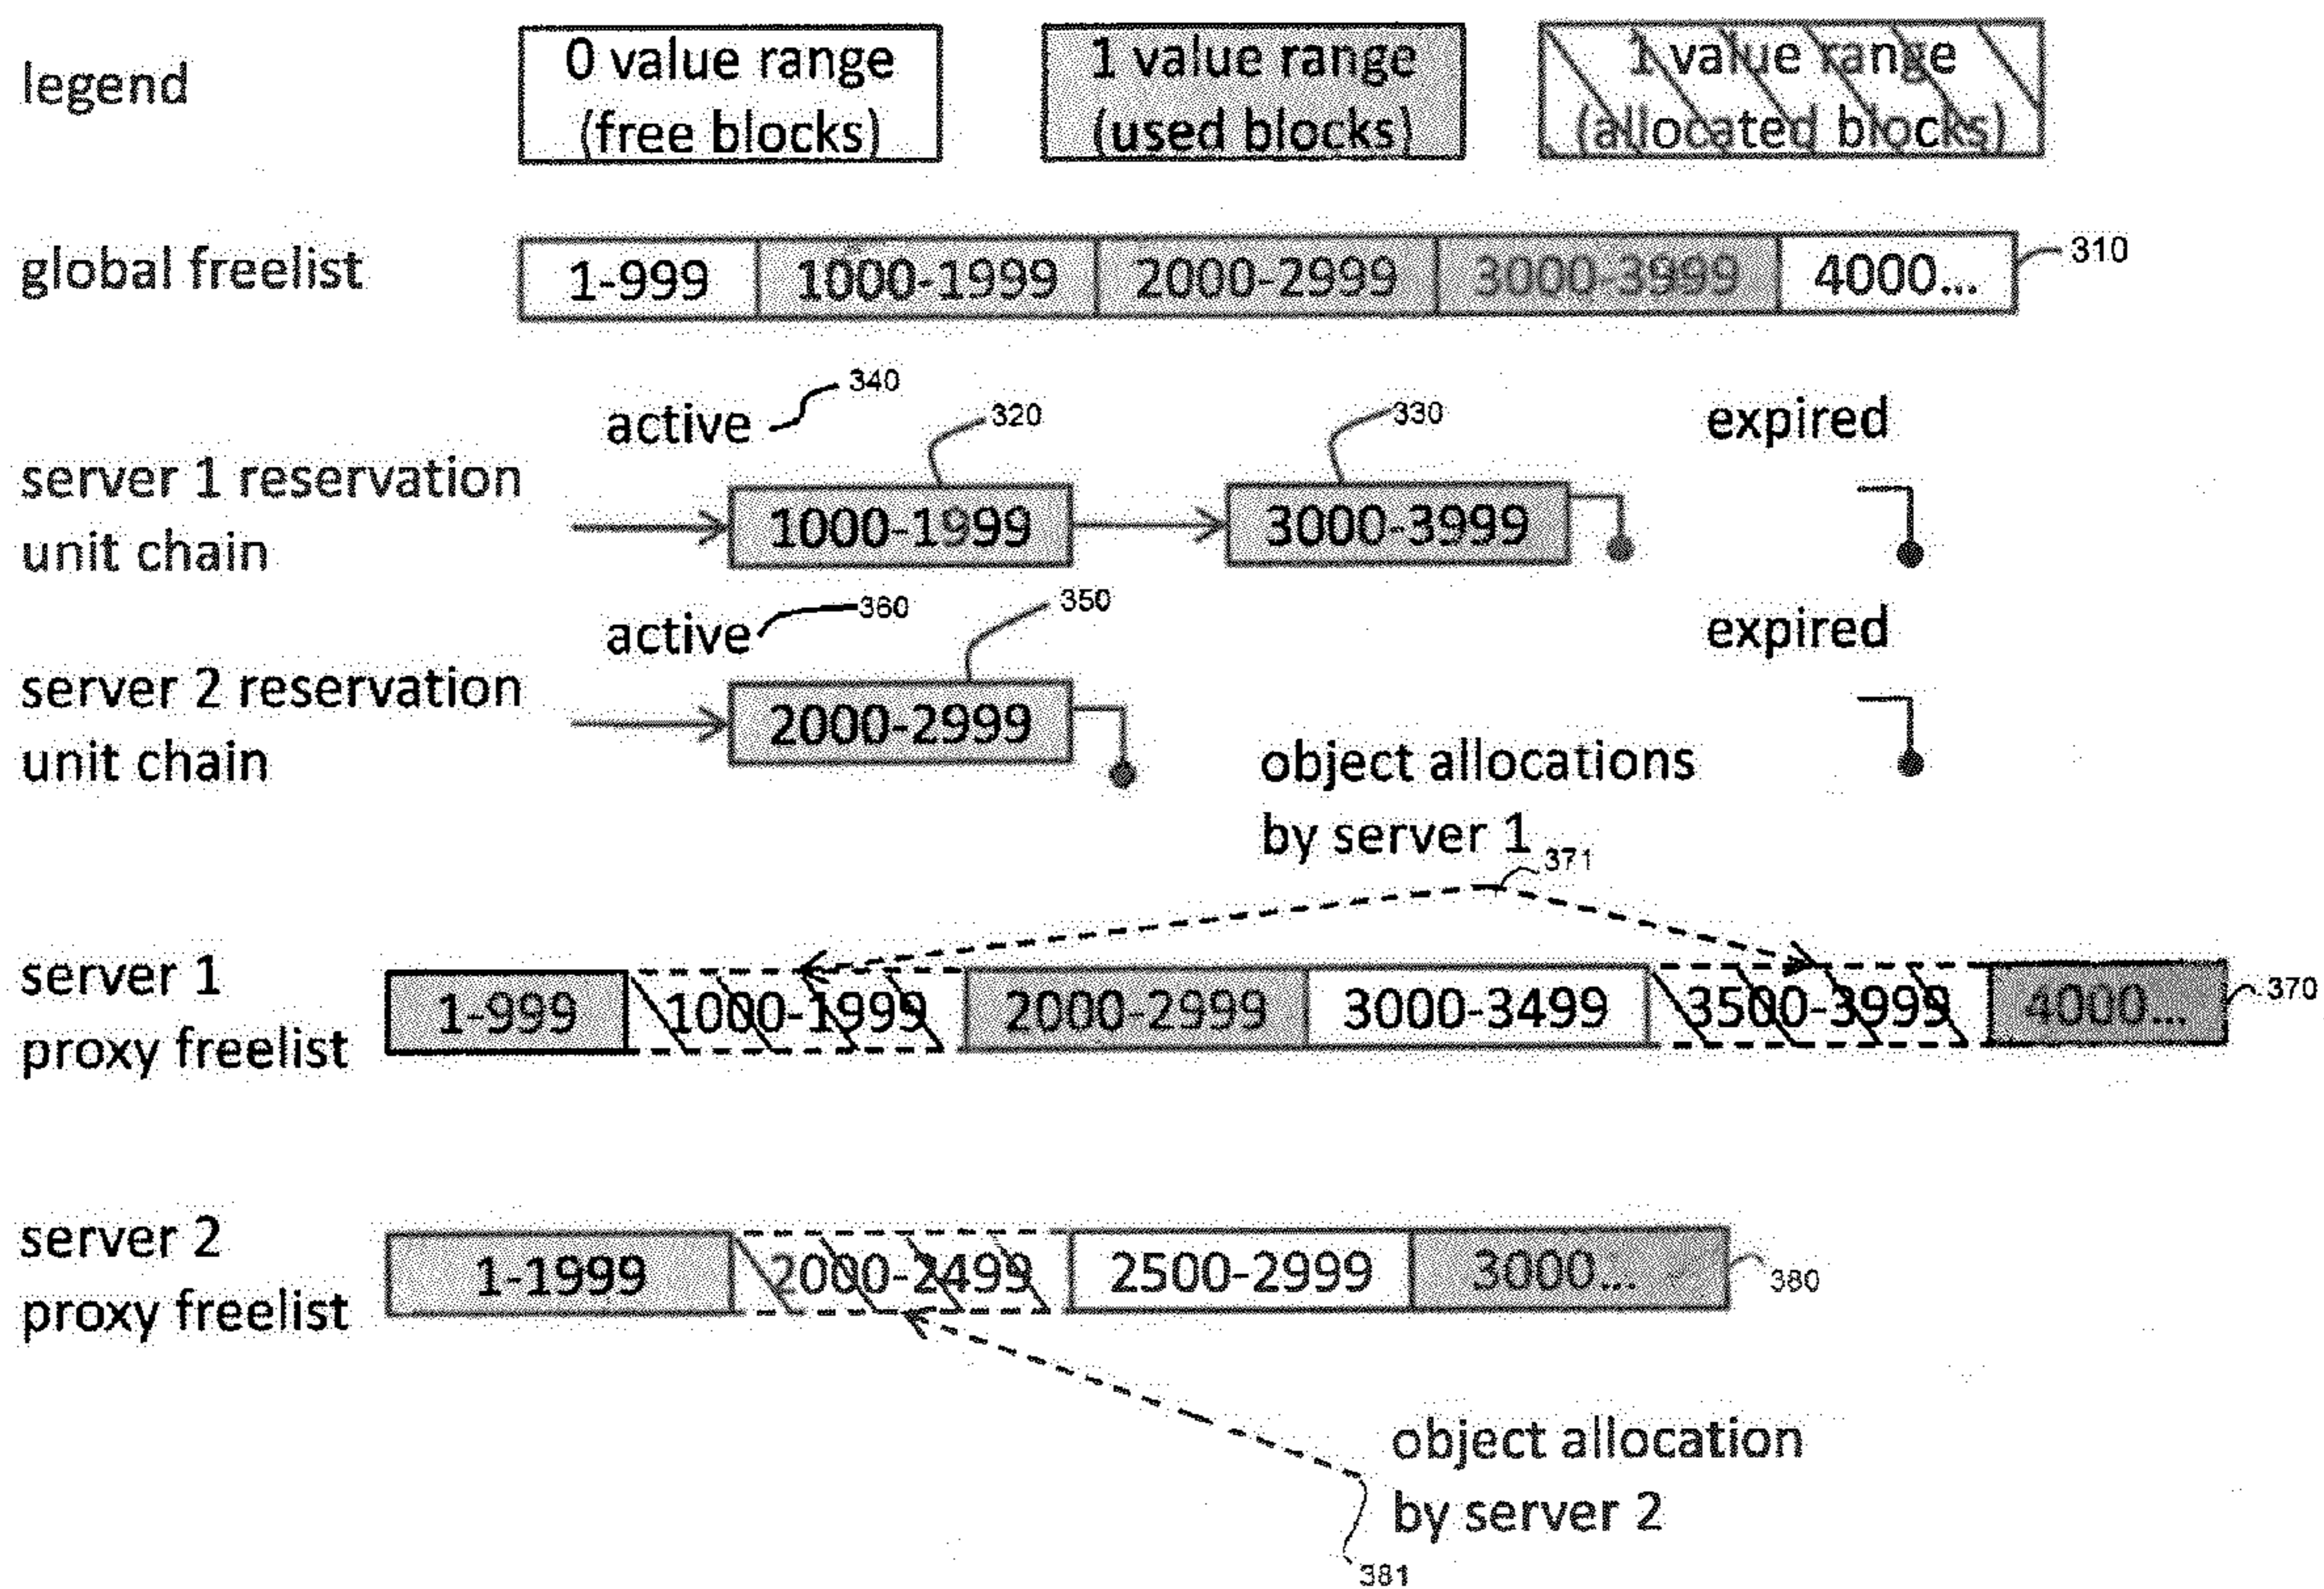 legend
0 value range
(free blocks)
1 value range
(used blocks)
1 value range
(allocated blocks)
global freelist
1-999
1000-1999
2000-2999
3000-3999
4000...
310
active
340
320
330
expired
server 1 reservation
unit chain
1000-1999
3000-3999
active
360
350
expired
server 2 reservation
unit chain
2000-2999
object allocations
by server 1
371
server 1
proxy freelist
1-999
1000-1999
2000-2999
3000-3499
3500-3999
4000...
370
server 2
proxy freelist
1-1999
2000-2499
2500-2999
3000...
380
object allocation
by server 2
381